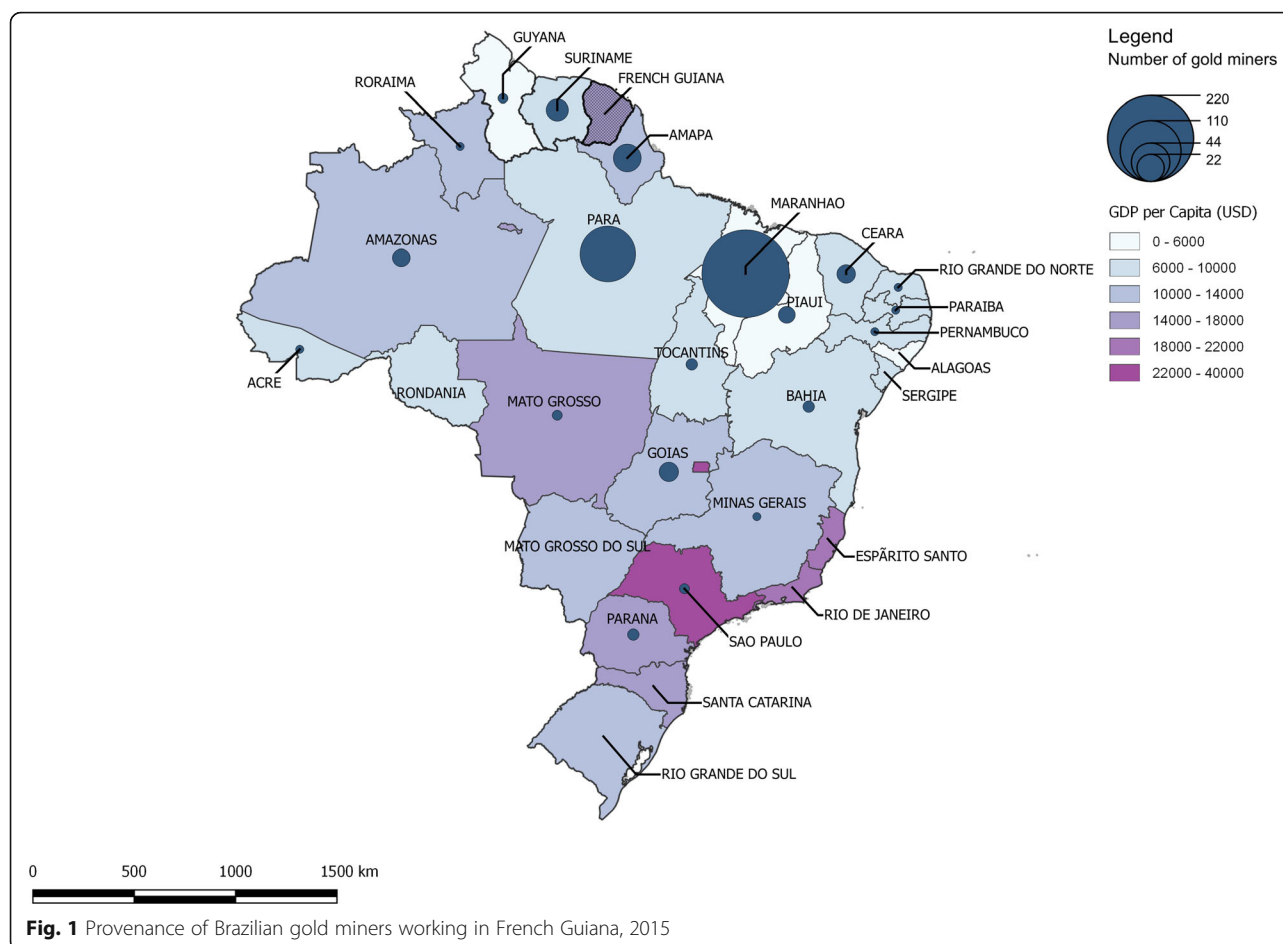 Legend
Number of gold miners
220
110
44
22
GDP per Capita (USD)
0 - 6000
6000 - 10000
10000 - 14000
14000 - 18000
18000 - 22000
22000 - 40000
GUYANA
SURINAME
FRENCH GUIANA
RORAIMA
AMAPA
MARANHAO
PARA
CEARA
AMAZONAS
RIO GRANDE DO NORTE
PIAUI
PARAIBA
PERNAMBUCO
TOCANTINS
ALAGOAS
ACRE
RONDANIA
BAHIA
SERGIPE
MATO GROSSO
GOIAS
MINAS GERAIS
MATO GROSSO DO SUL
ESPÃRITO SANTO
RIO DE JANEIRO
PARANA
SAO PAULO
SANTA CATARINA
RIO GRANDE DO SUL
0 500 1000 1500 km
Fig. 1 Provenance of Brazilian gold miners working in French Guiana, 2015